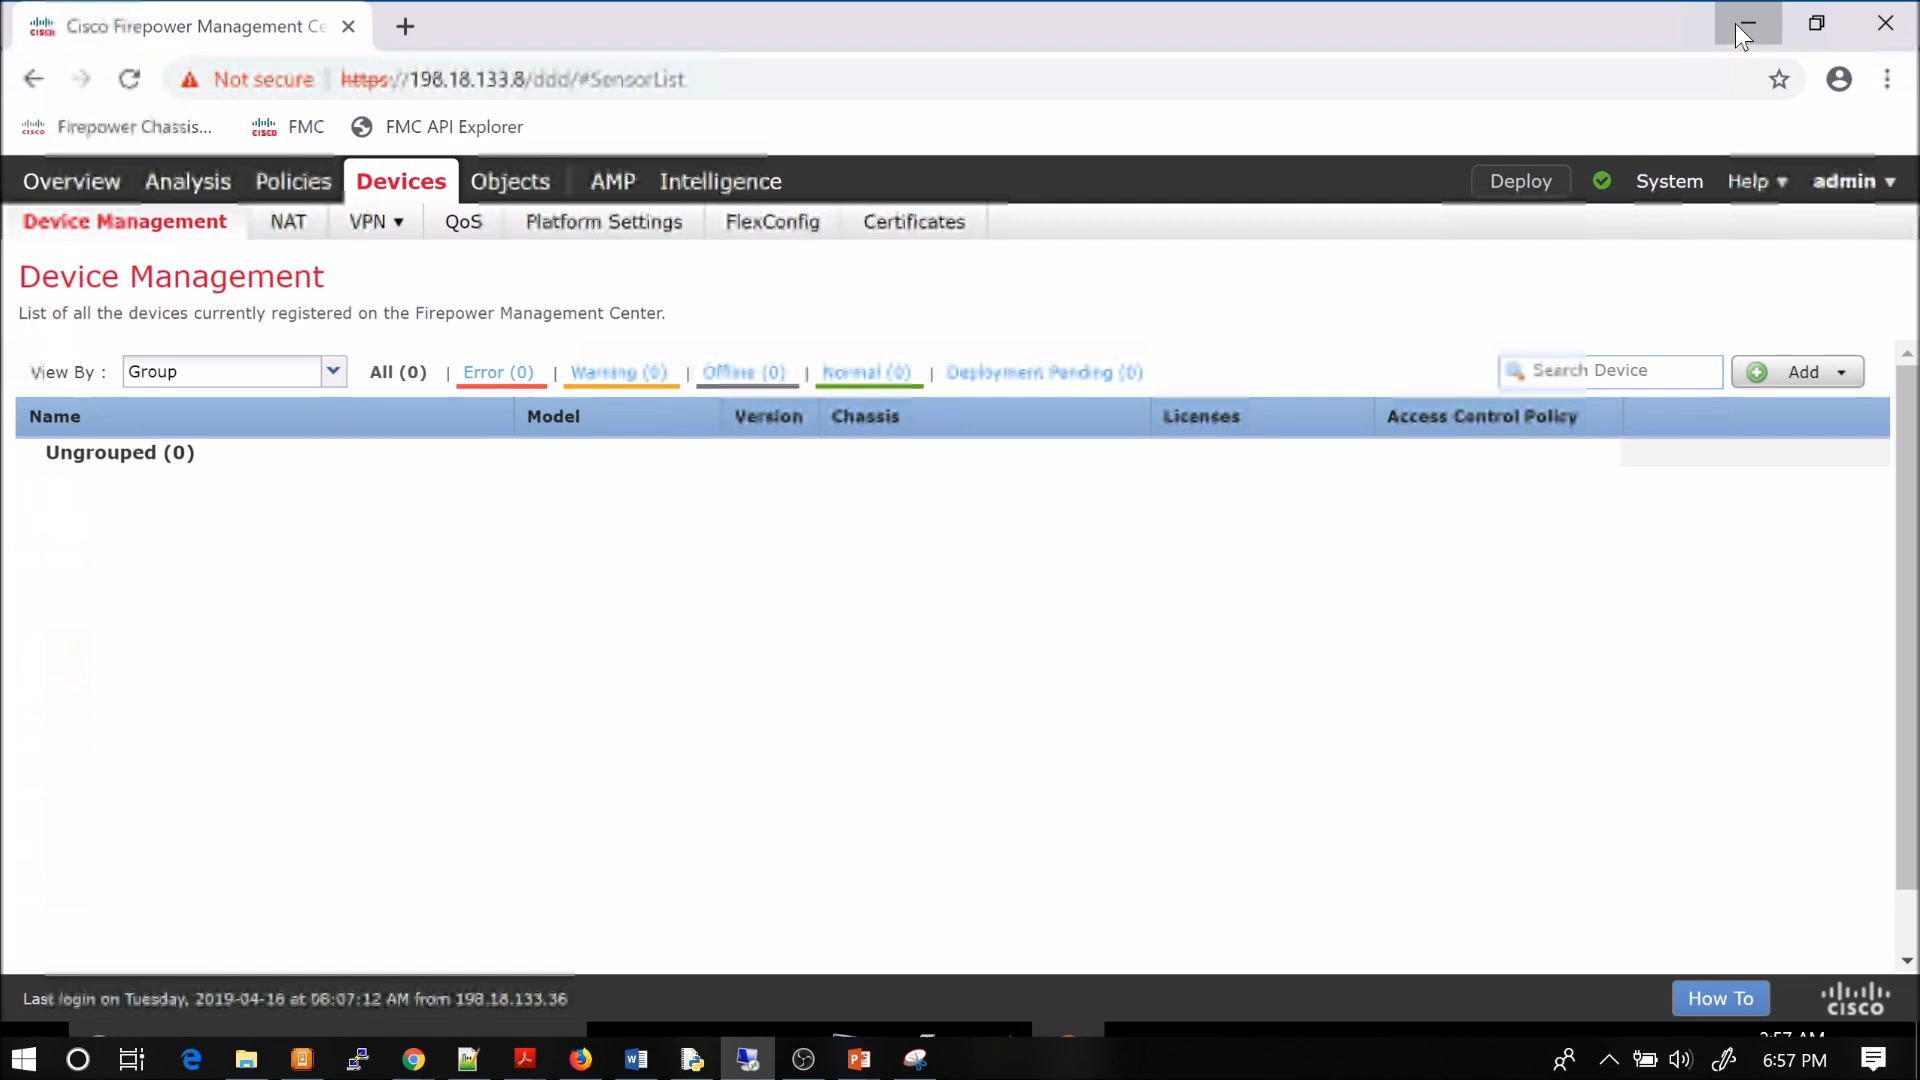 Cisco Firepower Management Ce
Not secure https://198.18.133.8/ddd/#SensorList
Firepower Chassis... CISCO FMC FMC API Explorer
Overview Analysis Policies Devices Objects AMP Intelligence Deploy System Help admin
Device Management NAT VPN QoS Platform Settings FlexConfig Certificates
Device Management
List of all the devices currently registered on the Firepower Management Center.
View By : Group All (0) | Error (0) | Warning (0) | Offline (0) | Normal (0) | Deployment Pending (0) Search Device Add
Name Model Version Chassis Licenses Access Control Policy
Ungrouped (0)
Last login on Tuesday, 2019-04-16 at 08:07:12 AM from 198.18.133.36 How To CISCO
6:57 PM